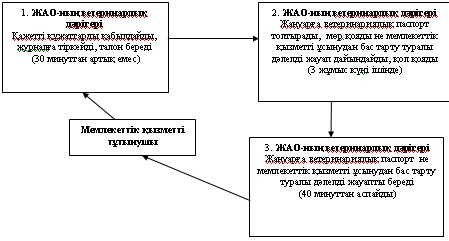 1. ЖАО-ның ветеринарлық
дәрігері
Қажетті құжаттарды қабылдайды,
журналға тіркейді, талон береді
(30 минуттан артық емес)
2. ЖАО-ның ветеринарлық дәрігері
Жануарға ветеринариялық паспорт
толтырады, мөр қояды не мемлекеттік
қызметті ұсынудан бас тарту туралы
дәлелді жауап дайындайды, қол қояды
(3 жұмыс күні ішінде)
Мемлекеттік қызметті
тұтынушы
3. ЖАО-ның ветеринарлық дәрігері
Жануарға ветеринариялық паспорт не
мемлекеттік қызметті ұсынудан бас тарту
туралы дәлелді жауапты береді
(40 минуттан аспайды)